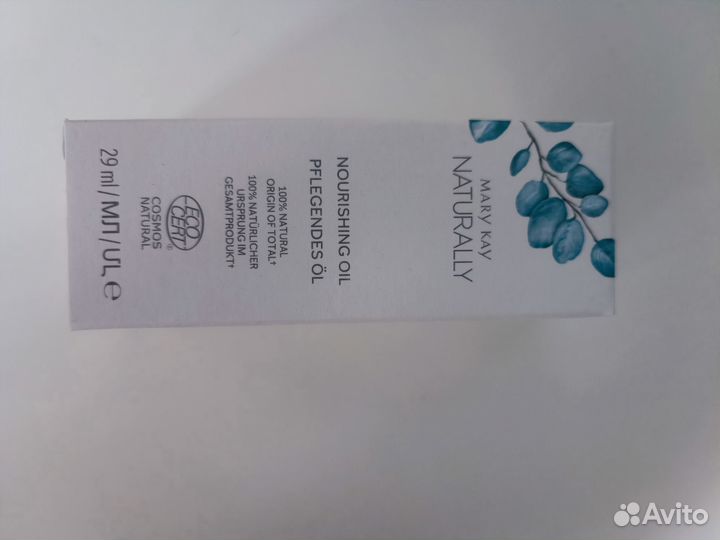 MARY KAY
NATURALLY
NOURISHING OIL
PFLEGENDES ÖL
100% NATURAL
ORIGIN OF TOTAL†
100% NATÜRLICHER
URSPRUNG IM
GESAMTPRODUKT†
ECO
CERT
®
COSMOS
NATURAL
29 ml/МЛ/ՄԼ ℮
Avito